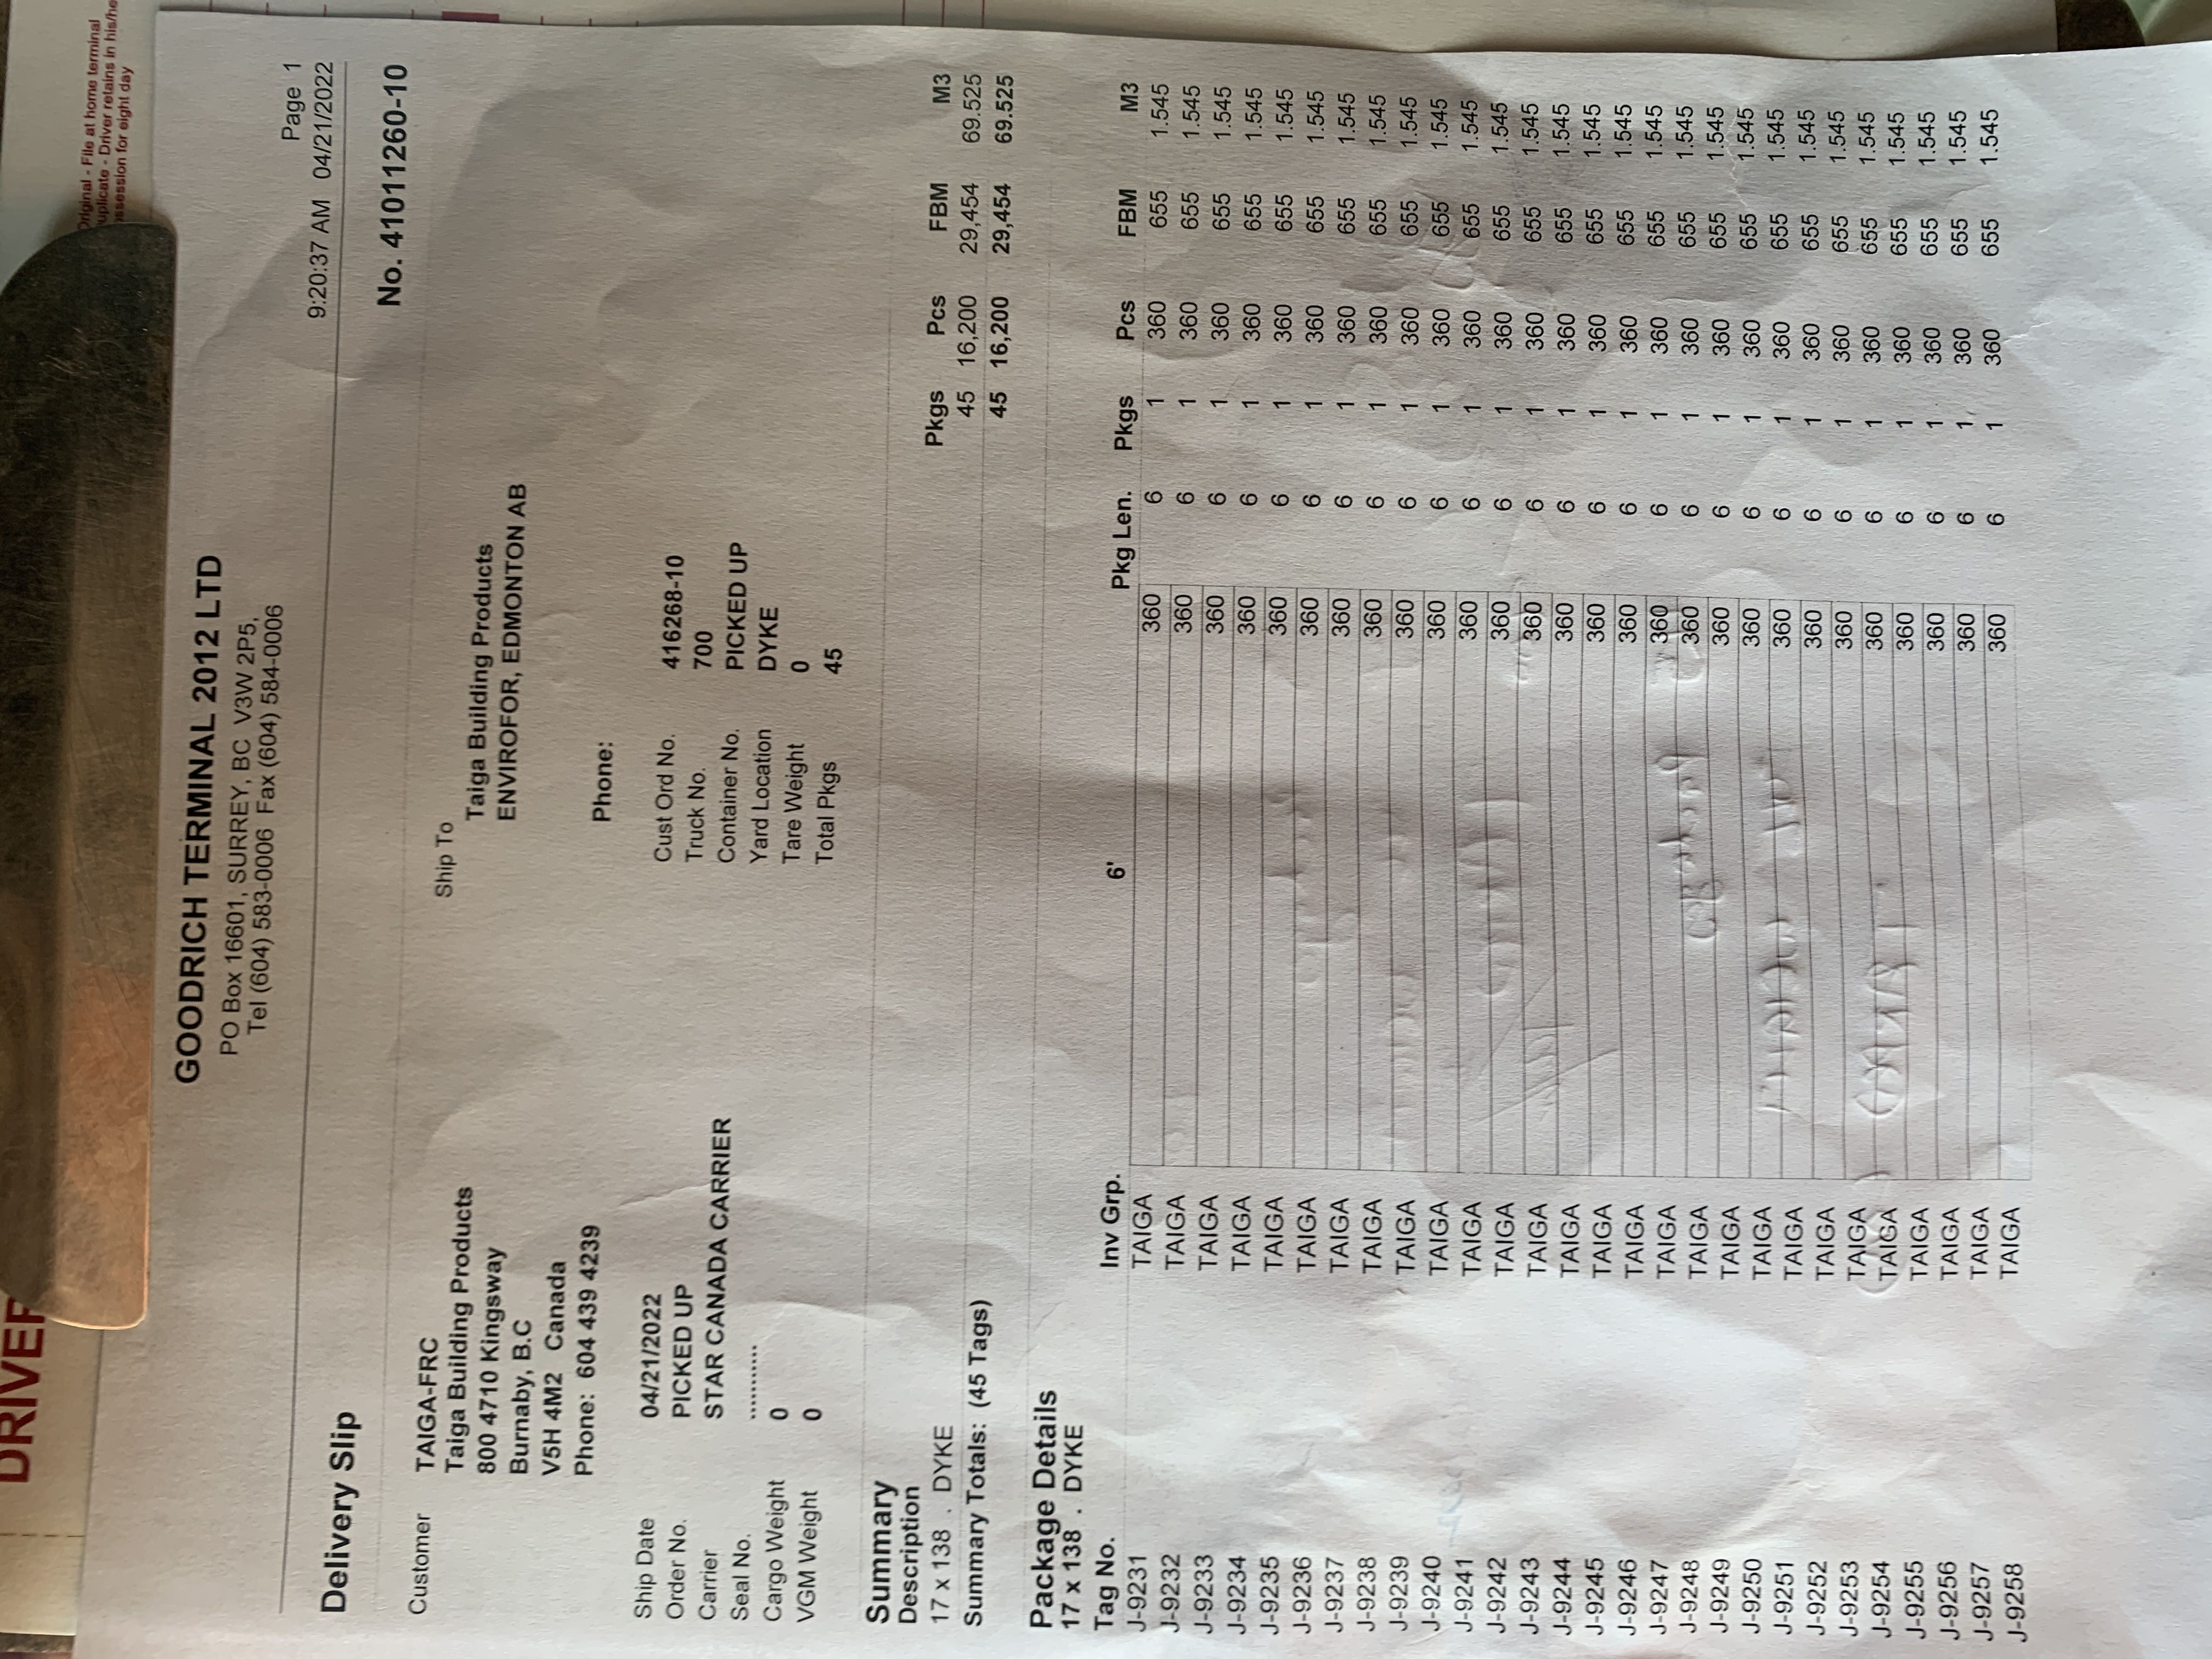 DRIVER
Original - File at home terminal
uplicate - Driver retains in his/he
ssession for eight day
GOODRICH TERMINAL 2012 LTD
PO Box 16601, SURREY, BC V3W 2P5,
Tel (604) 583-0006 Fax (604) 584-0006
Page 1
9:20:37 AM 04/21/2022
Delivery Slip
No. 41011260-10
Customer TAIGA-FRC
Taiga Building Products
800 4710 Kingsway
Burnaby, B.C
V5H 4M2 Canada
Phone: 604 439 4239
Ship To
Taiga Building Products
ENVIROFOR, EDMONTON AB
Phone:
Ship Date 04/21/2022
Order No. PICKED UP
Carrier STAR CANADA CARRIER
Seal No. ...........
Cargo Weight 0
VGM Weight 0
Cust Ord No. 416268-10
Truck No. 700
Container No. PICKED UP
Yard Location DYKE
Tare Weight 0
Total Pkgs 45
Summary
Description Pkgs Pcs FBM M3
17 x 138 . DYKE 45 16,200 29,454 69.525
Summary Totals: (45 Tags) 45 16,200 29,454 69.525
Package Details
17 x 138 . DYKE
Tag No. Inv Grp. 6' Pkg Len. Pkgs Pcs FBM M3
J-9231 TAIGA 360 6 1 360 655 1.545
J-9232 TAIGA 360 6 1 360 655 1.545
J-9233 TAIGA 360 6 1 360 655 1.545
J-9234 TAIGA 360 6 1 360 655 1.545
J-9235 TAIGA 360 6 1 360 655 1.545
J-9236 TAIGA 360 6 1 360 655 1.545
J-9237 TAIGA 360 6 1 360 655 1.545
J-9238 TAIGA 360 6 1 360 655 1.545
J-9239 TAIGA 360 6 1 360 655 1.545
J-9240 TAIGA 360 6 1 360 655 1.545
J-9241 TAIGA 360 6 1 360 655 1.545
J-9242 TAIGA 360 6 1 360 655 1.545
J-9243 TAIGA 360 6 1 360 655 1.545
J-9244 TAIGA 360 6 1 360 655 1.545
J-9245 TAIGA 360 6 1 360 655 1.545
J-9246 TAIGA 360 6 1 360 655 1.545
J-9247 TAIGA 360 6 1 360 655 1.545
J-9248 TAIGA 360 6 1 360 655 1.545
J-9249 TAIGA 360 6 1 360 655 1.545
J-9250 TAIGA 360 6 1 360 655 1.545
J-9251 TAIGA 360 6 1 360 655 1.545
J-9252 TAIGA 360 6 1 360 655 1.545
J-9253 TAIGA 360 6 1 360 655 1.545
J-9254 TAIGA 360 6 1 360 655 1.545
J-9255 TAIGA 360 6 1 360 655 1.545
J-9256 TAIGA 360 6 1 360 655 1.545
J-9257 TAIGA 360 6 1 360 655 1.545
J-9258 TAIGA 360 6 1 360 655 1.545